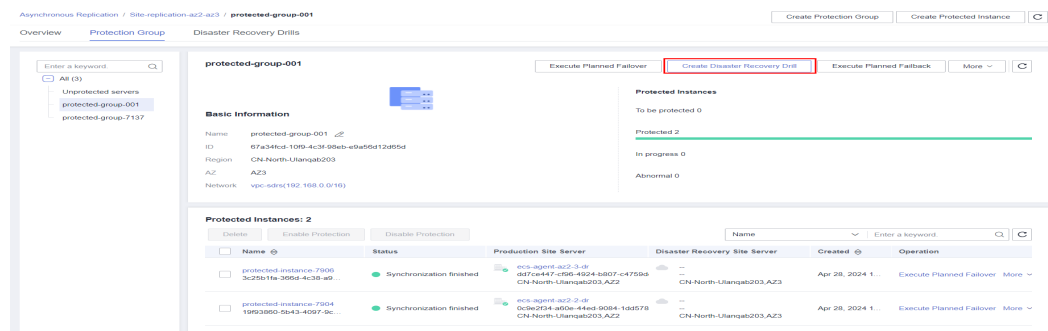 Asynchronous Replication / Site-replication-az2-az3 / protected-group-001
Create Protection Group Create Protected Instance
Overview Protection Group Disaster Recovery Drills
Enter a keyword.
All (3)
Unprotected servers
protected-group-001
protected-group-7137
protected-group-001
Execute Planned Failover Create Disaster Recovery Drill Execute Planned Failback More
Basic Information
Name protected-group-001
ID 67a34fcd-10f9-4c3f-98eb-e9a56d12d65d
Region CN-North-Ulanqab203
AZ AZ3
Network vpc-sdrs(192.168.0.0/16)
Protected Instances
To be protected 0
Protected 2
In progress 0
Abnormal 0
Protected Instances: 2
Delete Enable Protection Disable Protection Name Enter a keyword.
Name Status Production Site Server Disaster Recovery Site Server Created Operation
protected-instance-7906
3c25b1fa-366d-4c38-a9...
Synchronization finished
ecs-agent-az2-3-dr
dd7ce447-cf96-4924-b807-c4759d
CN-North-Ulanqab203,AZ2
--
--
CN-North-Ulanqab203,AZ3
Apr 28, 2024 1...
Execute Planned Failover More
protected-instance-7904
19f93860-5b43-4097-9c...
Synchronization finished
ecs-agent-az2-2-dr
0c9e2f34-a60e-44ed-9084-1dd578
CN-North-Ulanqab203,AZ2
--
--
CN-North-Ulanqab203,AZ3
Apr 28, 2024 1...
Execute Planned Failover More